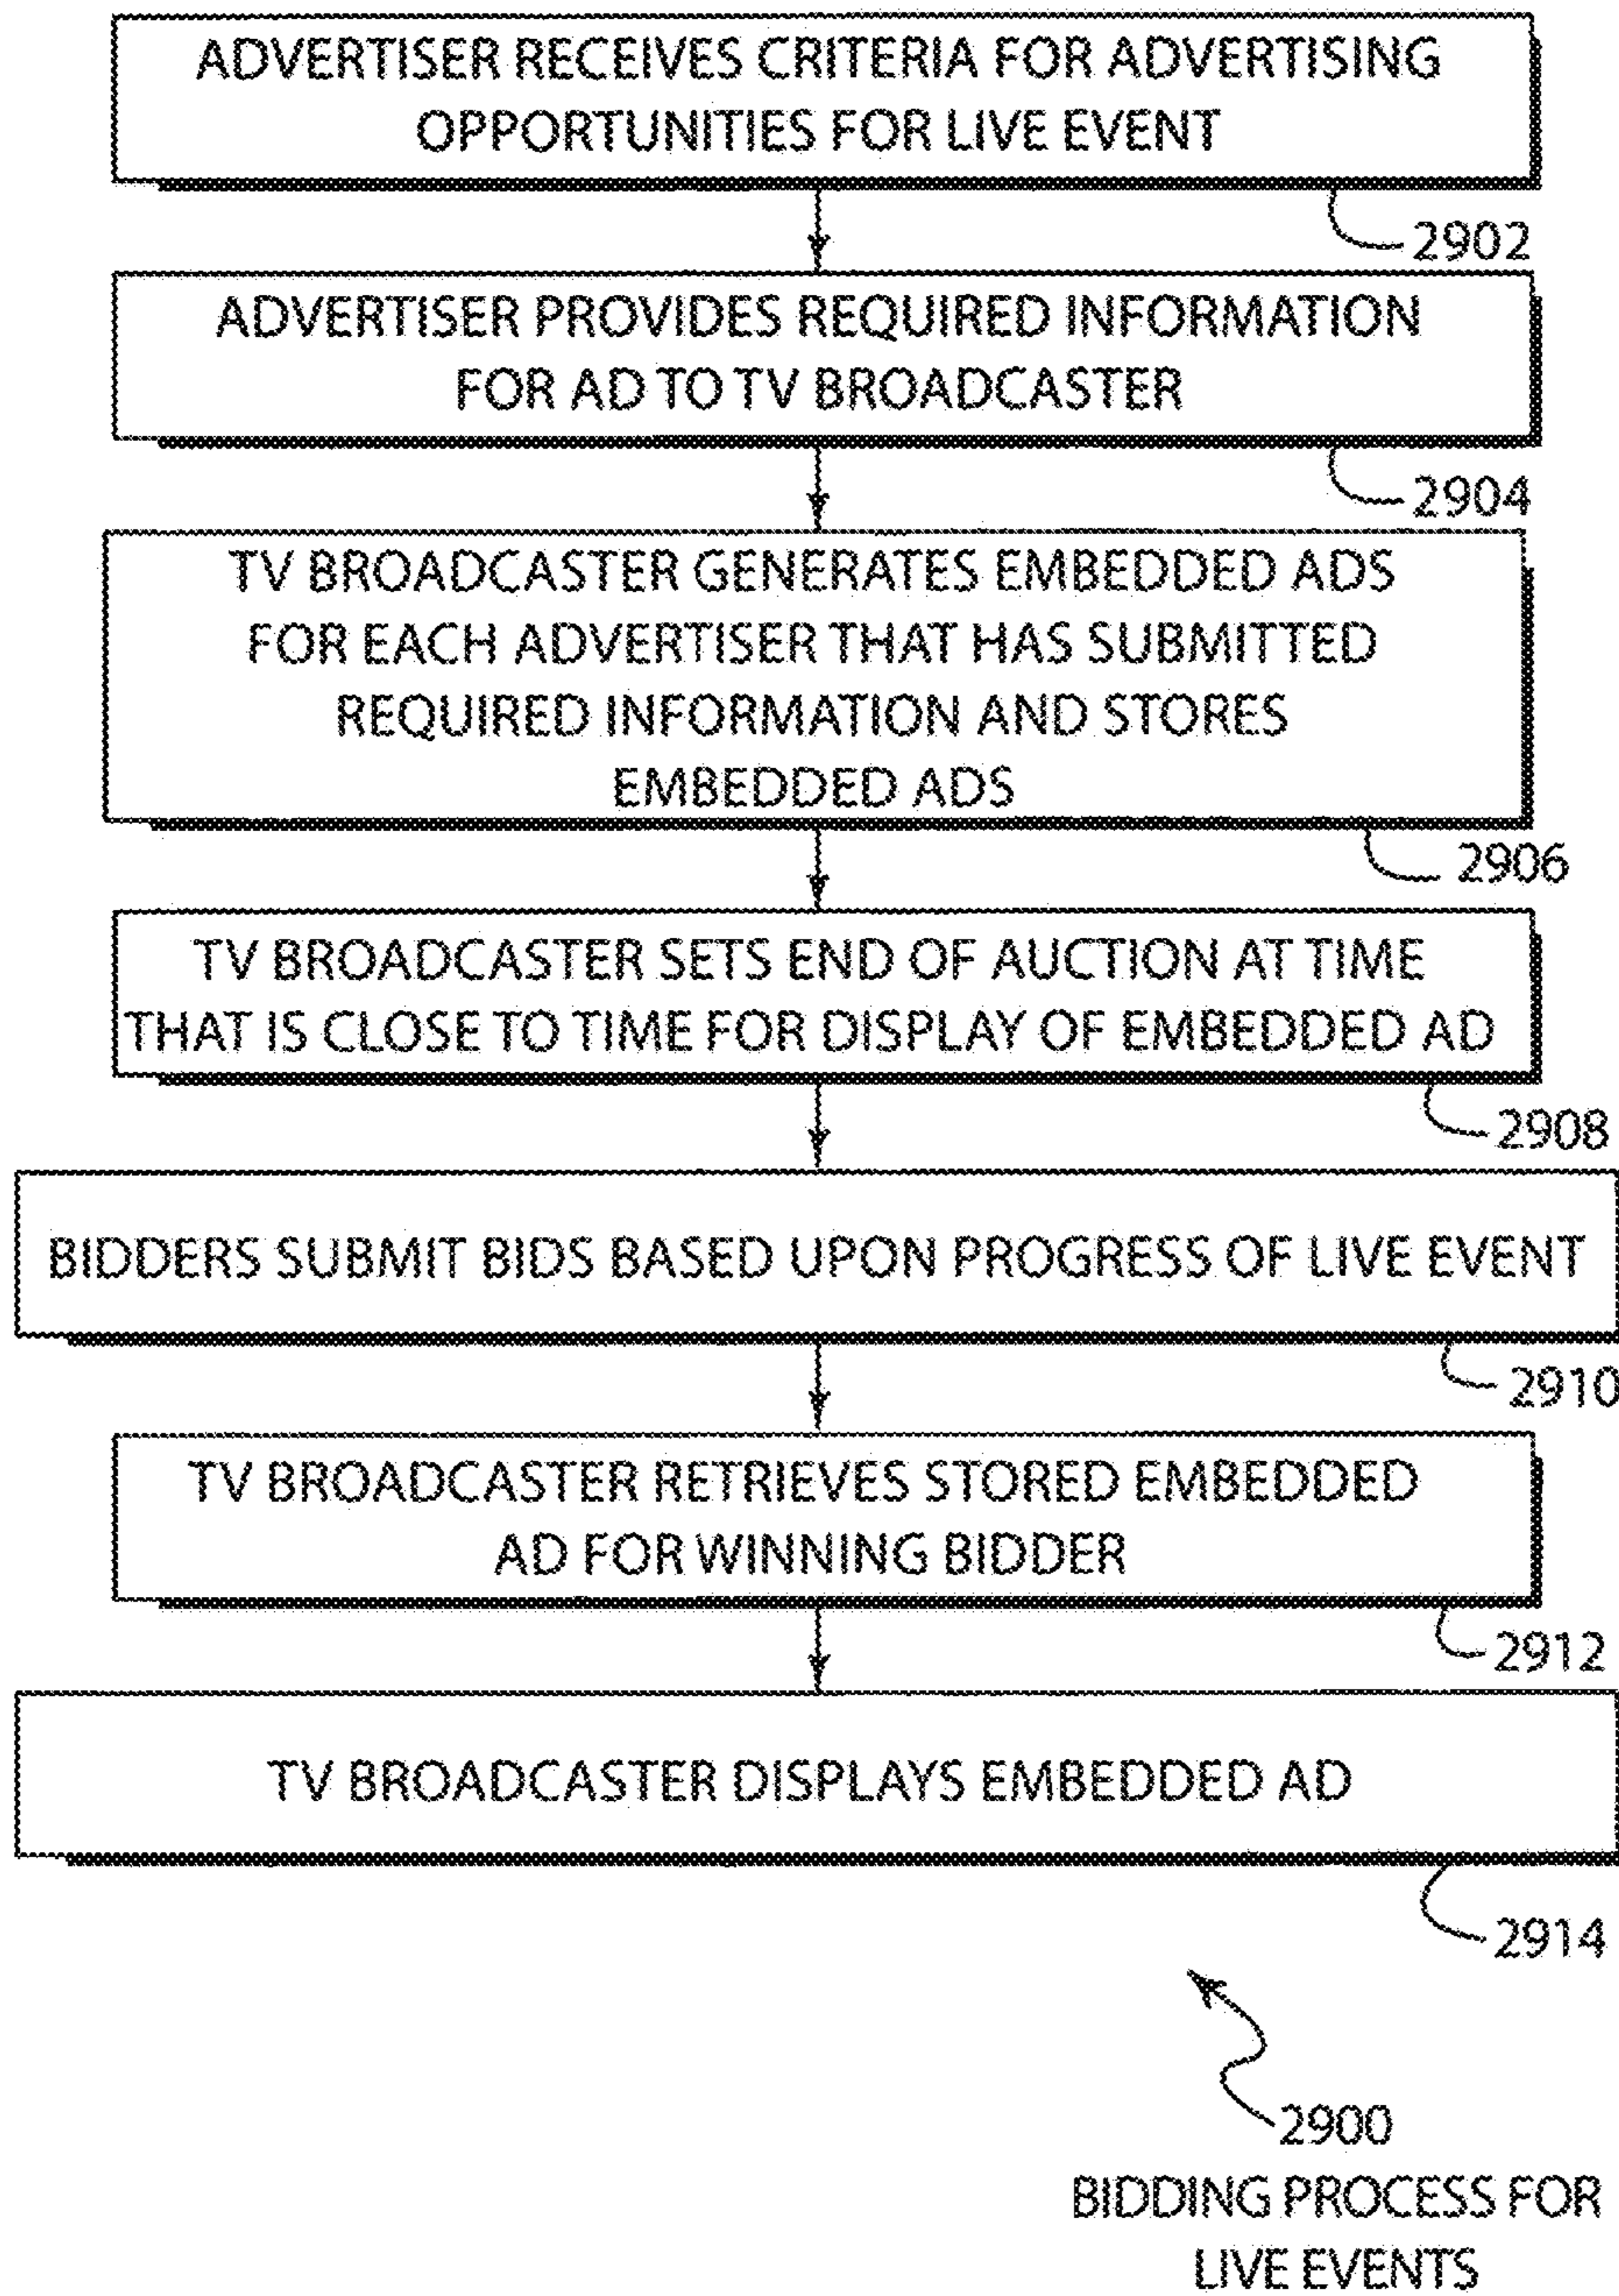 ADVERTISER RECEIVES CRITERIA FOR ADVERTISING
OPPORTUNITIES FOR LIVE EVENT
2902
ADVERTISER PROVIDES REQUIRED INFORMATION
FOR AD TO TV BROADCASTER
2904
TV BROADCASTER GENERATES EMBEDDED ADS
FOR EACH ADVERTISER THAT HAS SUBMITTED
REQUIRED INFORMATION AND STORES
EMBEDDED ADS
2906
TV BROADCASTER SETS END OF AUCTION AT TIME
THAT IS CLOSE TO TIME FOR DISPLAY OF EMBEDDED AD
2908
BIDDERS SUBMIT BIDS BASED UPON PROGRESS OF LIVE EVENT
2910
TV BROADCASTER RETRIEVES STORED EMBEDDED
AD FOR WINNING BIDDER
2912
TV BROADCASTER DISPLAYS EMBEDDED AD
2914
2900
BIDDING PROCESS FOR
LIVE EVENTS